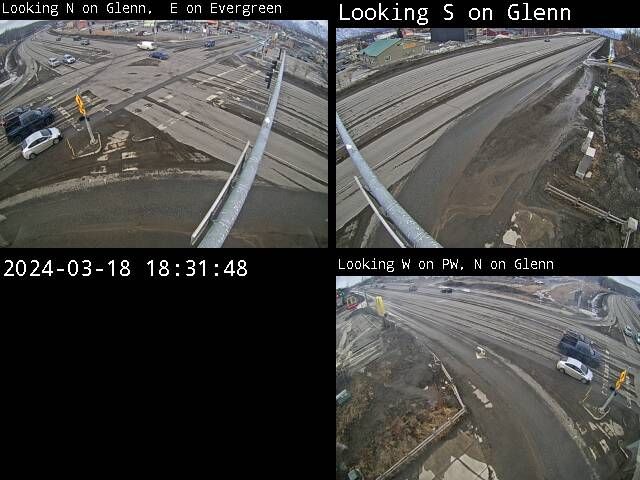 Looking N on Glenn, E on Evergreen
Looking S on Glenn
2024-03-18 18:31:48
Looking W on PW, N on Glenn